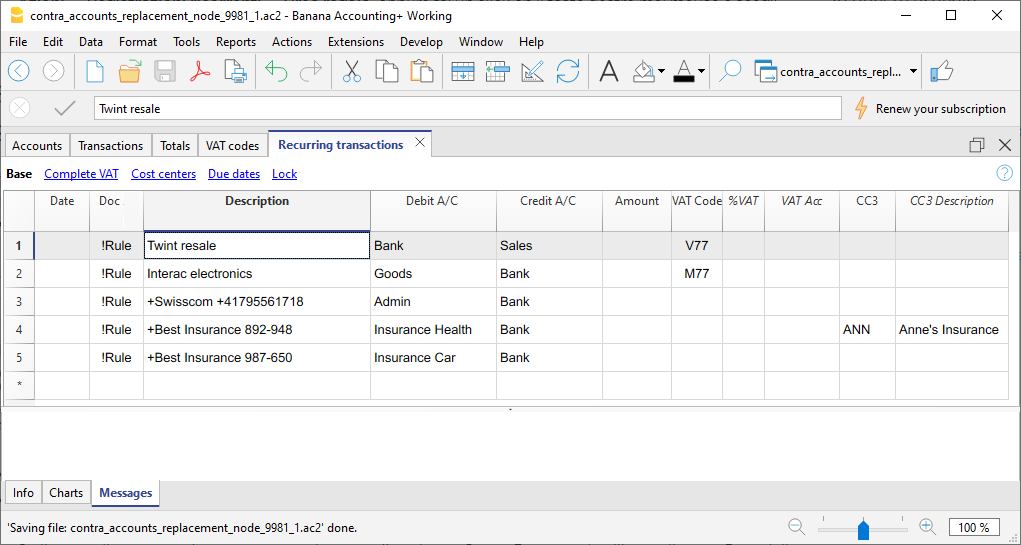 contra_accounts_replacement_node_9981_1.ac2 - Banana Accounting+ Working
File Edit Data Format Tools Reports Actions Extensions Develop Window Help
contra_accounts_repl...
Twint resale Renew your subscription
Accounts Transactions Totals VAT codes Recurring transactions
Base Complete VAT Cost centers Due dates Lock ?
Date Doc Description Debit A/C Credit A/C Amount VAT Code %VAT VAT Acc CC3 CC3 Description
1 !Rule Twint resale Bank Sales V77
2 !Rule Interac electronics Goods Bank M77
3 !Rule +Swisscom +41795561718 Admin Bank
4 !Rule +Best Insurance 892-948 Insurance Health Bank ANN Anne's Insurance
5 !Rule +Best Insurance 987-650 Insurance Car Bank
*
Info Charts Messages
'Saving file: contra_accounts_replacement_node_9981_1.ac2' done. 100 %